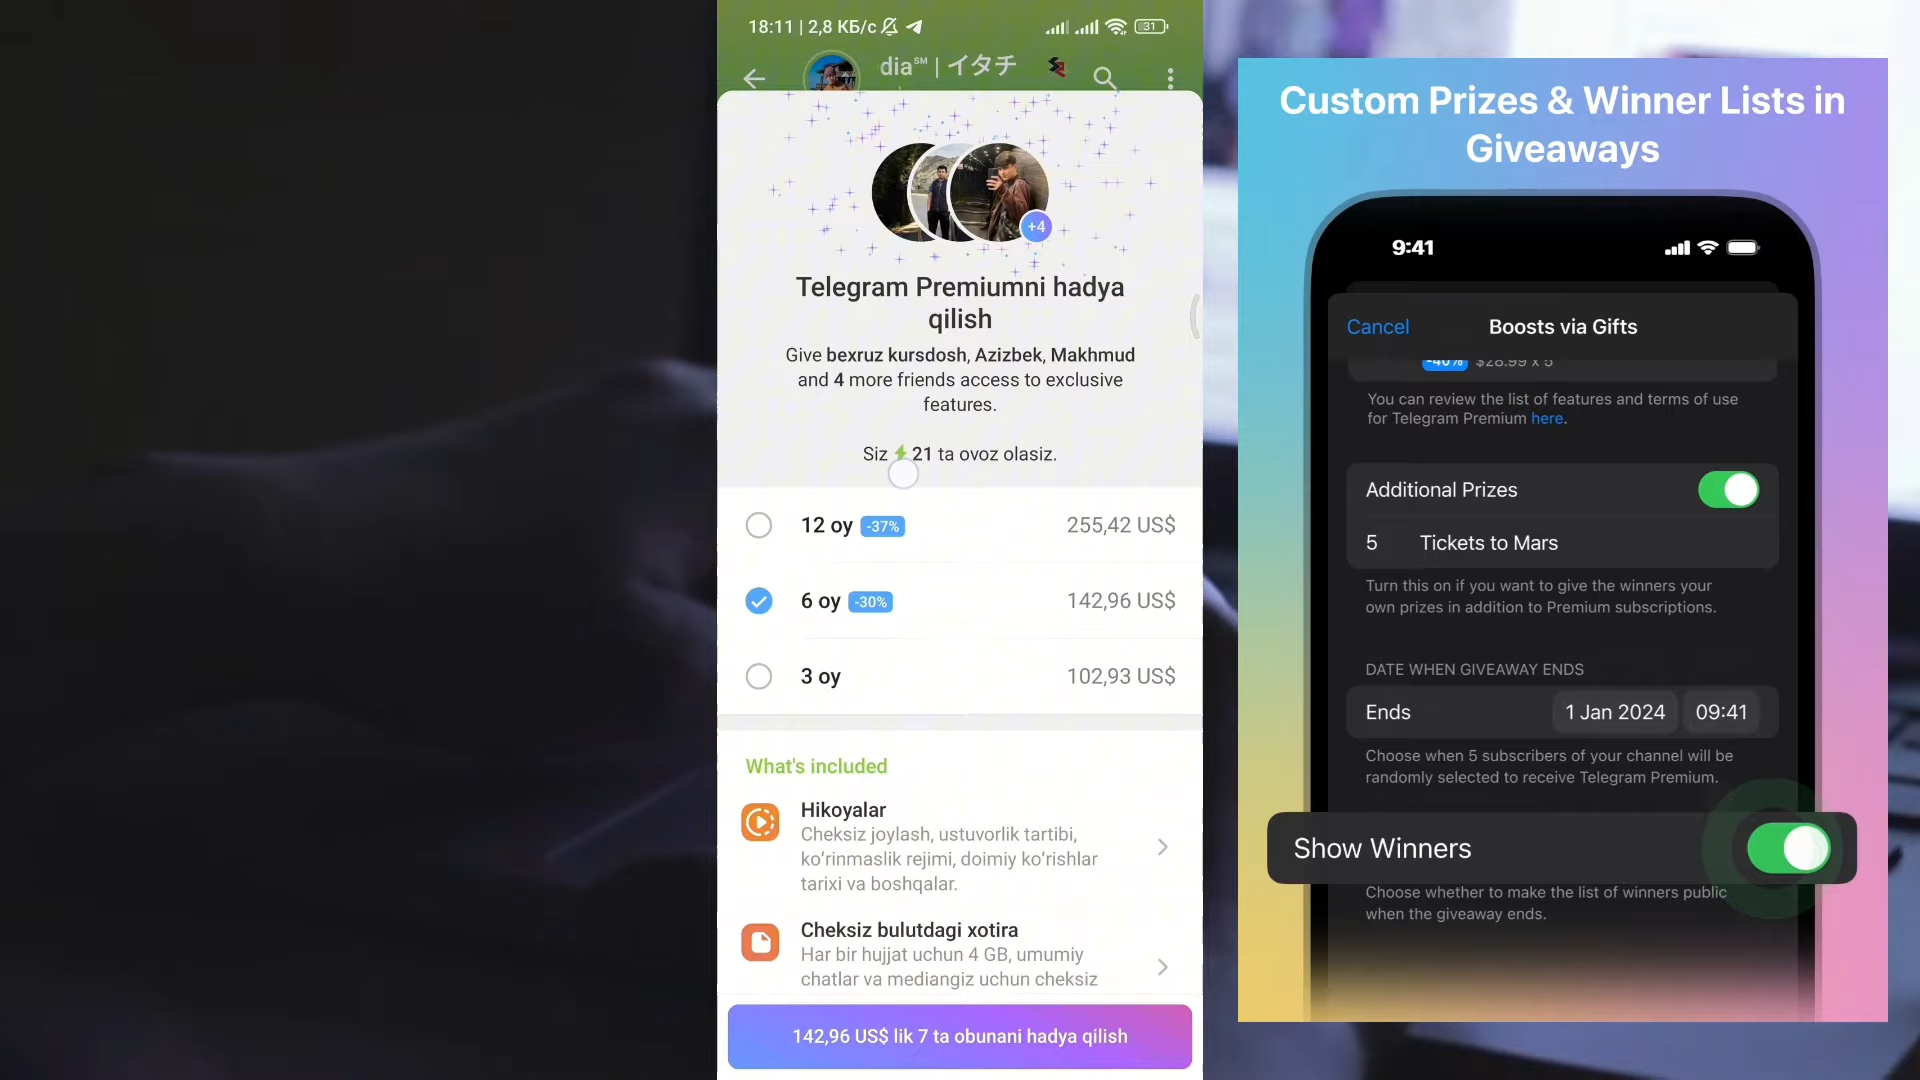 18:11 | 2,8 КБ/с
31
dia℠ | イタチ
+4
Telegram Premiumni hadya
qilish
Give bexruz kursdosh, Azizbek, Makhmud
and 4 more friends access to exclusive
features.
Siz 21 ta ovoz olasiz.
12 oy -37% 255,42 US$
6 oy -30% 142,96 US$
3 oy 102,93 US$
What's included
Hikoyalar
Cheksiz joylash, ustuvorlik tartibi,
koʻrinmaslik rejimi, doimiy koʻrishlar
tarixi va boshqalar.
Cheksiz bulutdagi xotira
Har bir hujjat uchun 4 GB, umumiy
chatlar va mediangiz uchun cheksiz
142,96 US$ lik 7 ta obunani hadya qilish
Custom Prizes & Winner Lists in
Giveaways
9:41
Cancel Boosts via Gifts
-40% $28.99 x 5
You can review the list of features and terms of use
for Telegram Premium here.
Additional Prizes
5 Tickets to Mars
Turn this on if you want to give the winners your
own prizes in addition to Premium subscriptions.
DATE WHEN GIVEAWAY ENDS
Ends 1 Jan 2024 09:41
Choose when 5 subscribers of your channel will be
randomly selected to receive Telegram Premium.
Show Winners
Choose whether to make the list of winners public
when the giveaway ends.